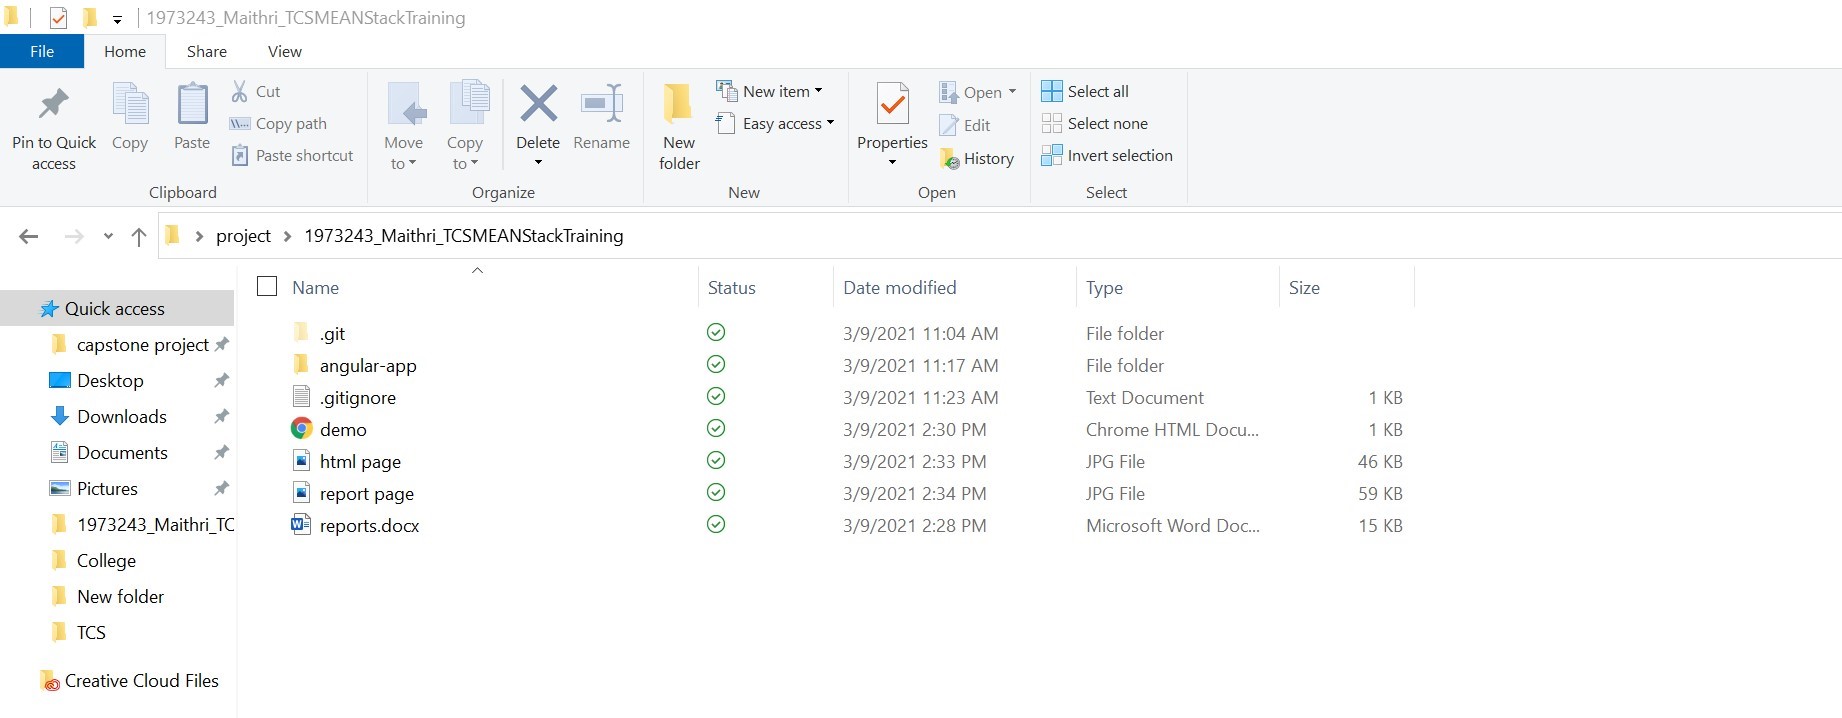 1973243_Maithri_TCSMEANStackTraining
File Home Share View
Pin to Quick access
Copy
Paste
Cut
Copy path
Paste shortcut
Clipboard
Move to
Copy to
Delete
Rename
Organize
New folder
New item
Easy access
New
Properties
Open
Edit
History
Open
Select all
Select none
Invert selection
Select
project 1973243_Maithri_TCSMEANStackTraining
Quick access
capstone project
Desktop
Downloads
Documents
Pictures
1973243_Maithri_TC
College
New folder
TCS
Creative Cloud Files
Name Status Date modified Type Size
.git 3/9/2021 11:04 AM File folder
angular-app 3/9/2021 11:17 AM File folder
.gitignore 3/9/2021 11:23 AM Text Document 1 KB
demo 3/9/2021 2:30 PM Chrome HTML Docu... 1 KB
html page 3/9/2021 2:33 PM JPG File 46 KB
report page 3/9/2021 2:34 PM JPG File 59 KB
reports.docx 3/9/2021 2:28 PM Microsoft Word Doc... 15 KB